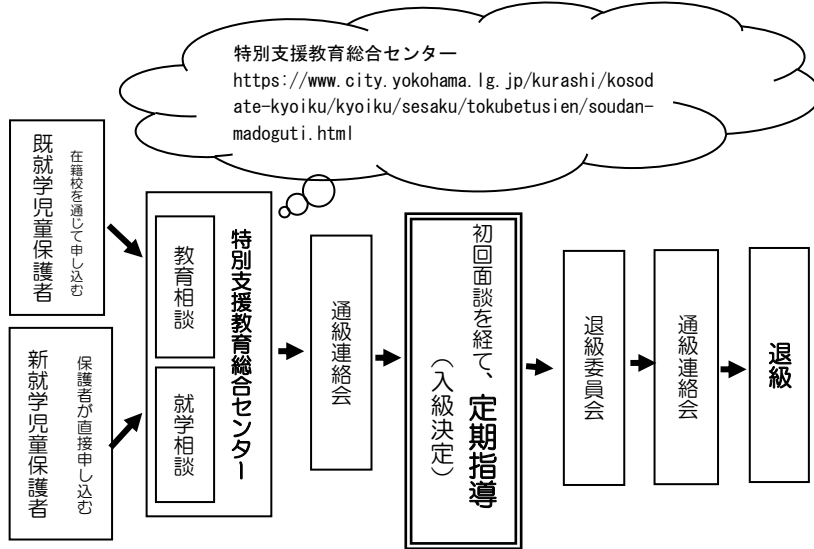 特別支援教育総合センター
https://www.city.yokohama.lg.jp/kurashi/kosod
ate-kyoiku/kyoiku/sesaku/tokubetusien/soudan-
madoguti.html
既就学児童保護者
在籍校を通じて申し込む
新就学児童保護者
保護者が直接申し込む
特別支援教育総合センター
教育相談
就学相談
通級連絡会
初回面談を経て、定期指導
（入級決定）
退級委員会
通級連絡会
退級